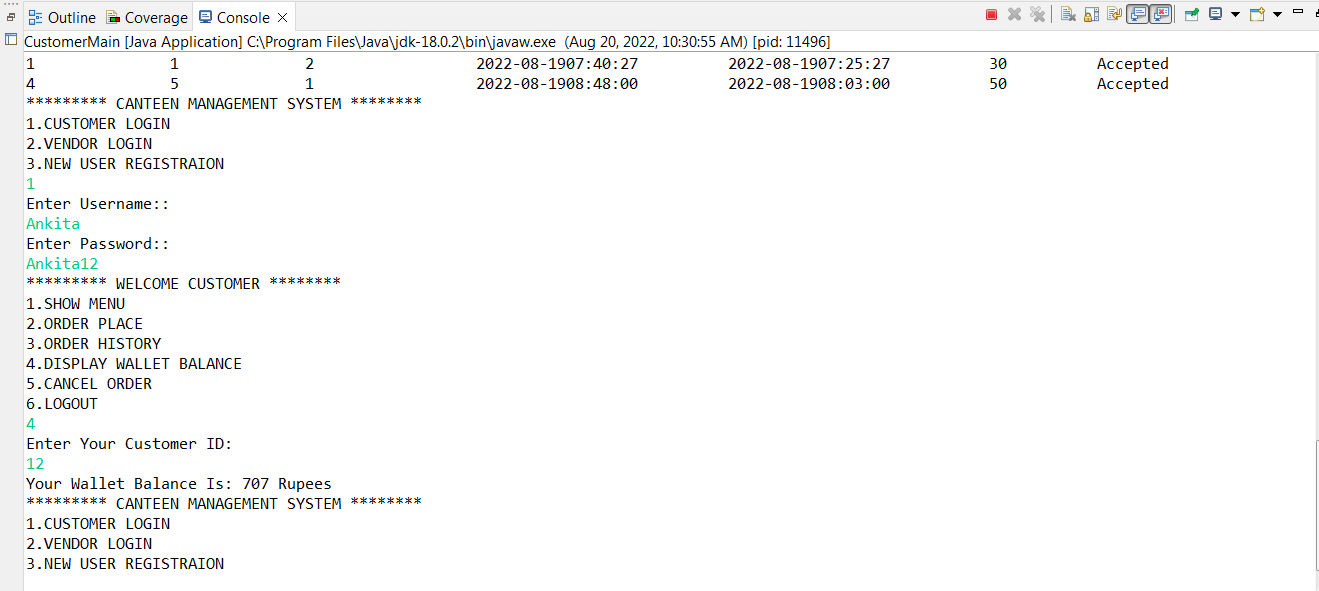 Outline Coverage Console
CustomerMain [Java Application] C:\Program Files\Java\jdk-18.0.2\bin\javaw.exe (Aug 20, 2022, 10:30:55 AM) [pid: 11496]
1 1 2 2022-08-1907:40:27 2022-08-1907:25:27 30 Accepted
4 5 1 2022-08-1908:48:00 2022-08-1908:03:00 50 Accepted
********* CANTEEN MANAGEMENT SYSTEM ********
1.CUSTOMER LOGIN
2.VENDOR LOGIN
3.NEW USER REGISTRAION
1
Enter Username::
Ankita
Enter Password::
Ankita12
********* WELCOME CUSTOMER ********
1.SHOW MENU
2.ORDER PLACE
3.ORDER HISTORY
4.DISPLAY WALLET BALANCE
5.CANCEL ORDER
6.LOGOUT
4
Enter Your Customer ID:
12
Your Wallet Balance Is: 707 Rupees
********* CANTEEN MANAGEMENT SYSTEM ********
1.CUSTOMER LOGIN
2.VENDOR LOGIN
3.NEW USER REGISTRAION